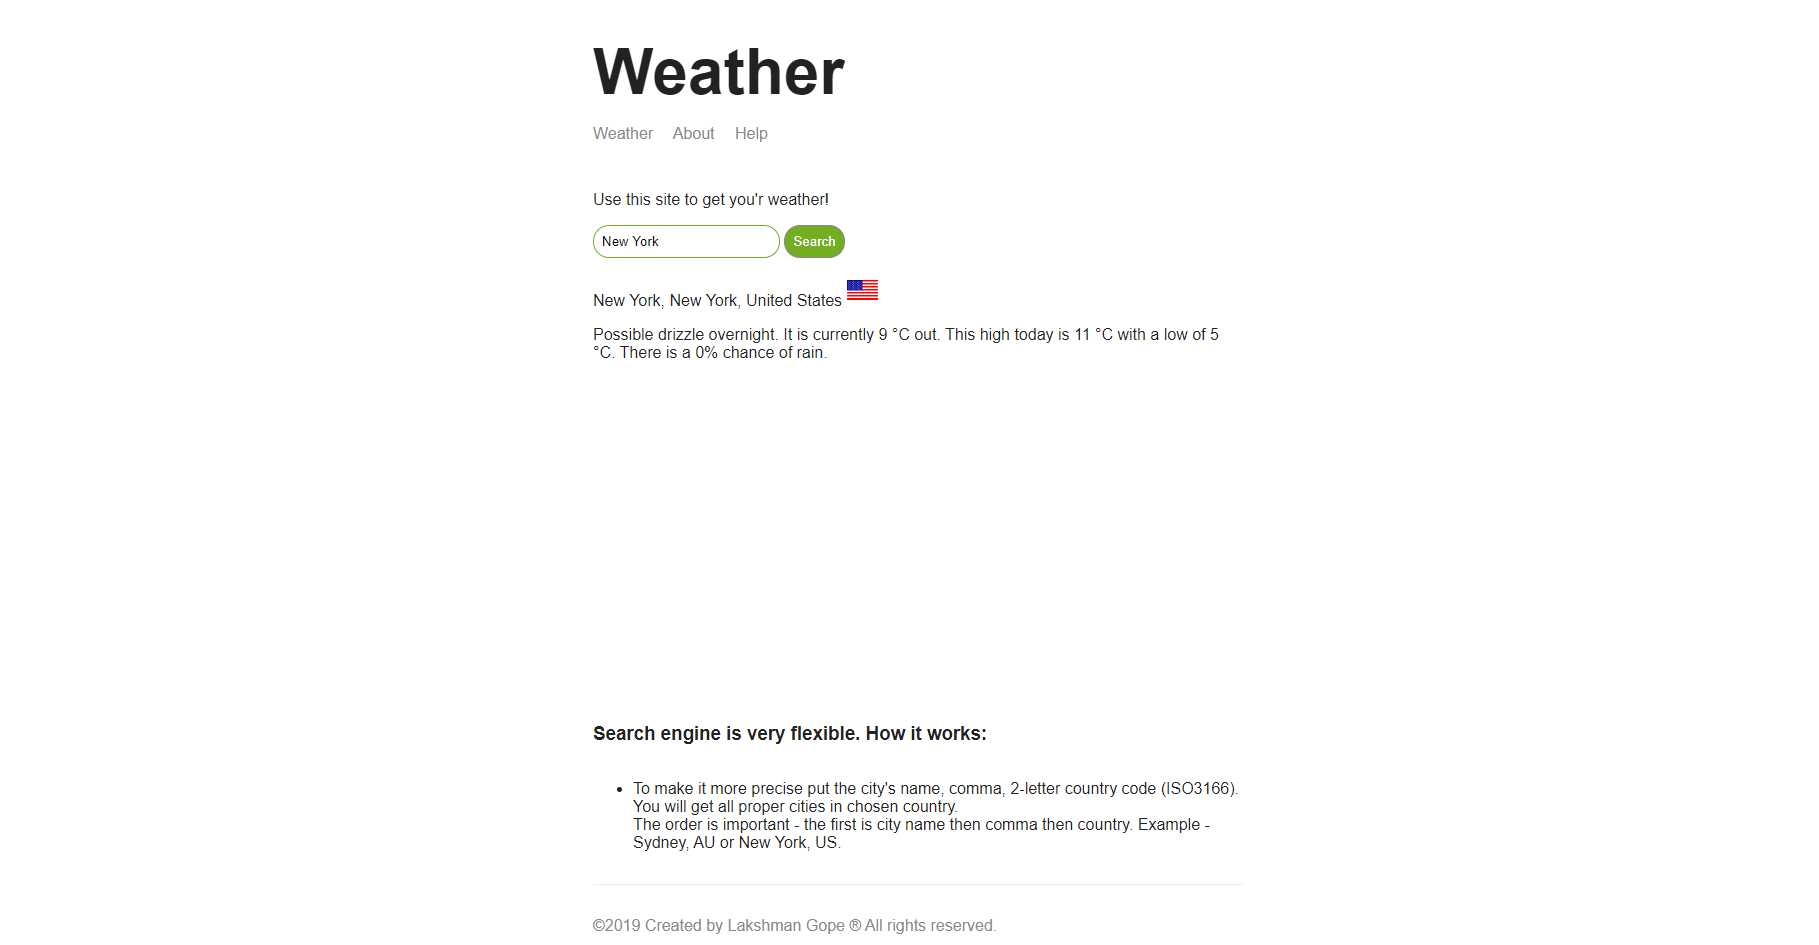 Weather
Weather About Help
Use this site to get you'r weather!
New York Search
New York, New York, United States
Possible drizzle overnight. It is currently 9 °C out. This high today is 11 °C with a low of 5
°C. There is a 0% chance of rain.
Search engine is very flexible. How it works:
• To make it more precise put the city's name, comma, 2-letter country code (ISO3166).
You will get all proper cities in chosen country.
The order is important - the first is city name then comma then country. Example -
Sydney, AU or New York, US.
©2019 Created by Lakshman Gope ® All rights reserved.